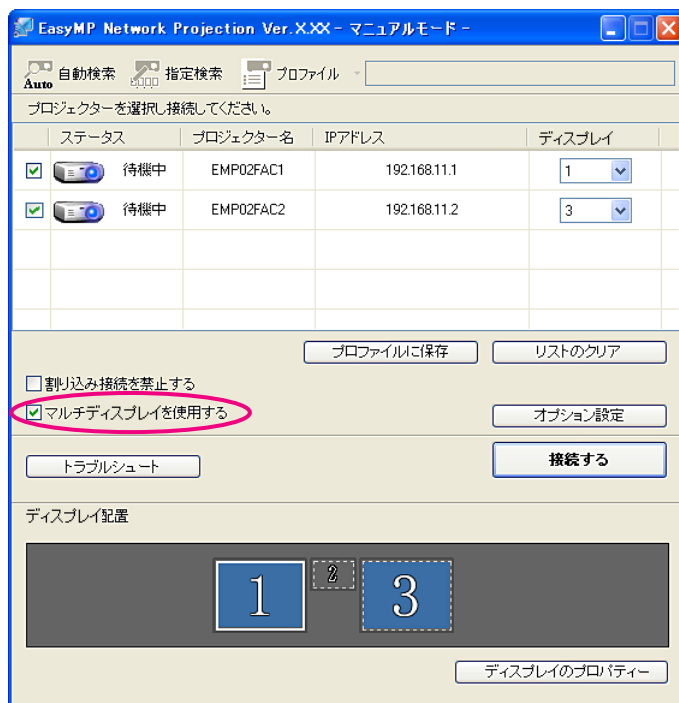 EasyMP Network Projection Ver.X.XX - マニュアルモード -
Auto 自動検索 指定検索 プロファイル
プロジェクターを選択し接続してください。
ステータス プロジェクター名 IPアドレス ディスプレイ
待機中 EMP02FAC1 192.168.11.1 1
待機中 EMP02FAC2 192.168.11.2 3
プロファイルに保存 リストのクリア
割り込み接続を禁止する
マルチディスプレイを使用する オプション設定
トラブルシュート 接続する
ディスプレイ配置
1 2 3
ディスプレイのプロパティー